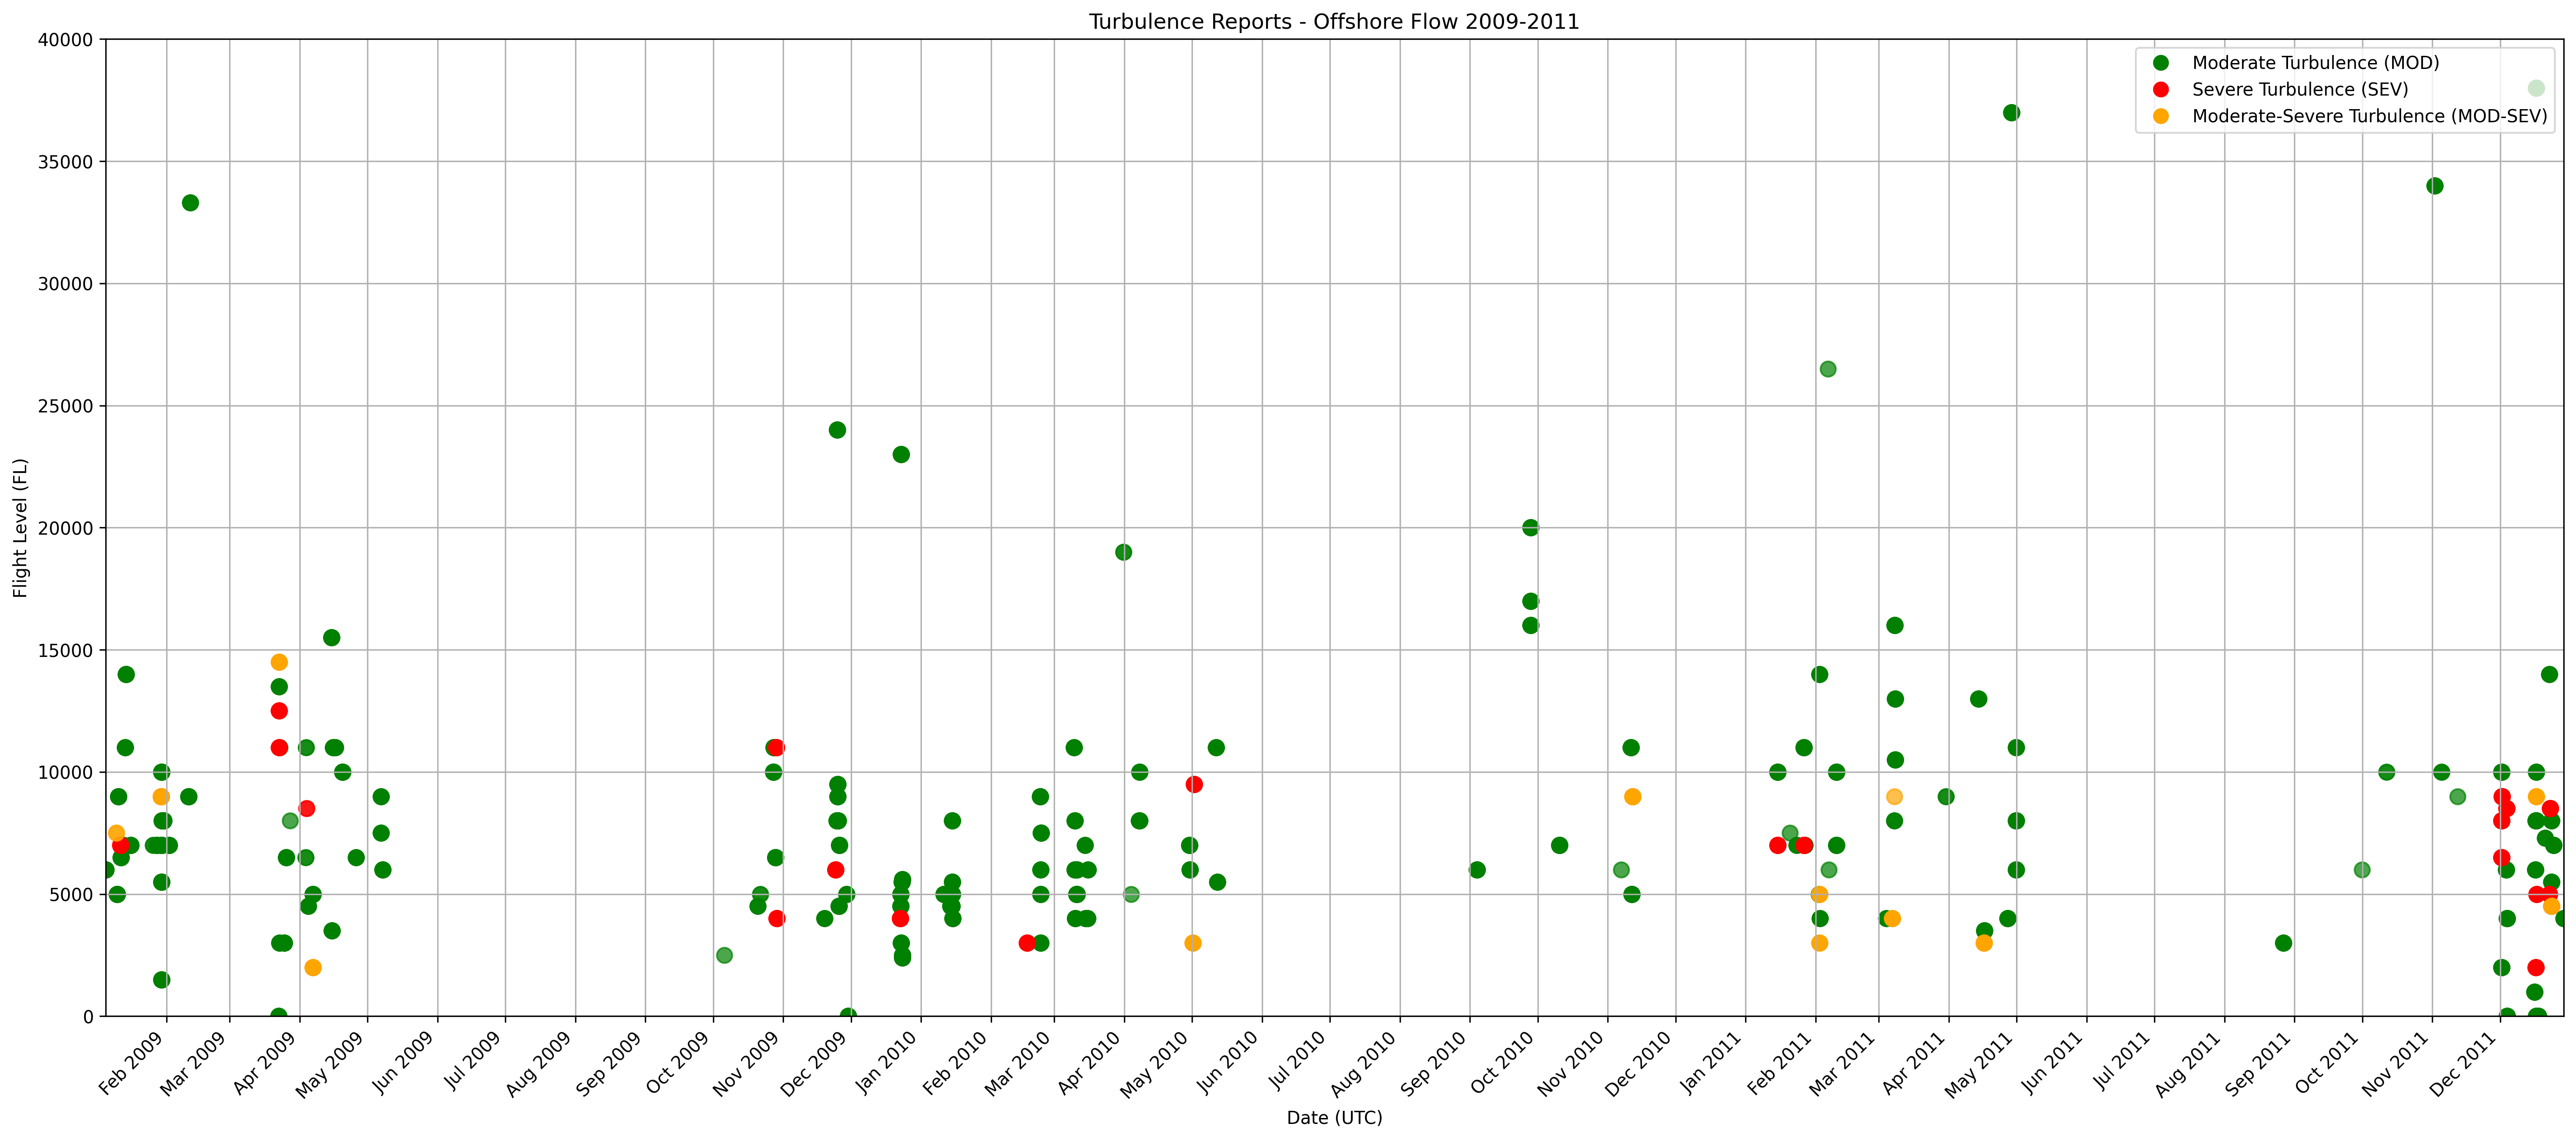 Turbulence Reports - Offshore Flow 2009-2011
Moderate Turbulence (MOD)
Severe Turbulence (SEV)
Moderate-Severe Turbulence (MOD-SEV)
Flight Level (FL)
40000
35000
30000
25000
20000
15000
10000
5000
0
Feb 2009
Mar 2009
Apr 2009
May 2009
Jun 2009
Jul 2009
Aug 2009
Sep 2009
Oct 2009
Nov 2009
Dec 2009
Jan 2010
Feb 2010
Mar 2010
Apr 2010
May 2010
Jun 2010
Jul 2010
Aug 2010
Sep 2010
Oct 2010
Nov 2010
Dec 2010
Jan 2011
Feb 2011
Mar 2011
Apr 2011
May 2011
Jun 2011
Jul 2011
Aug 2011
Sep 2011
Oct 2011
Nov 2011
Dec 2011
Date (UTC)